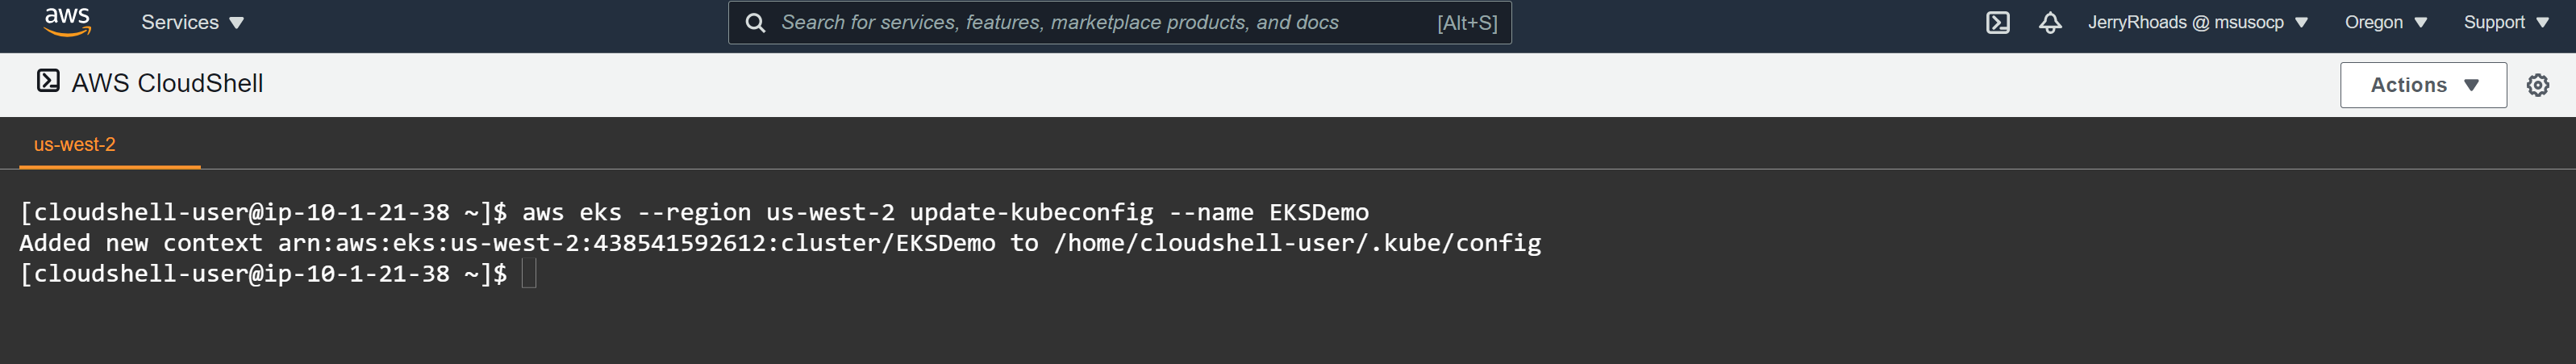 aws Services Search for services, features, marketplace products, and docs [Alt+S] JerryRhoads @ msusocp Oregon Support
AWS CloudShell Actions
us-west-2
[cloudshell-user@ip-10-1-21-38 ~]$ aws eks --region us-west-2 update-kubeconfig --name EKSDemo
Added new context arn:aws:eks:us-west-2:438541592612:cluster/EKSDemo to /home/cloudshell-user/.kube/config
[cloudshell-user@ip-10-1-21-38 ~]$